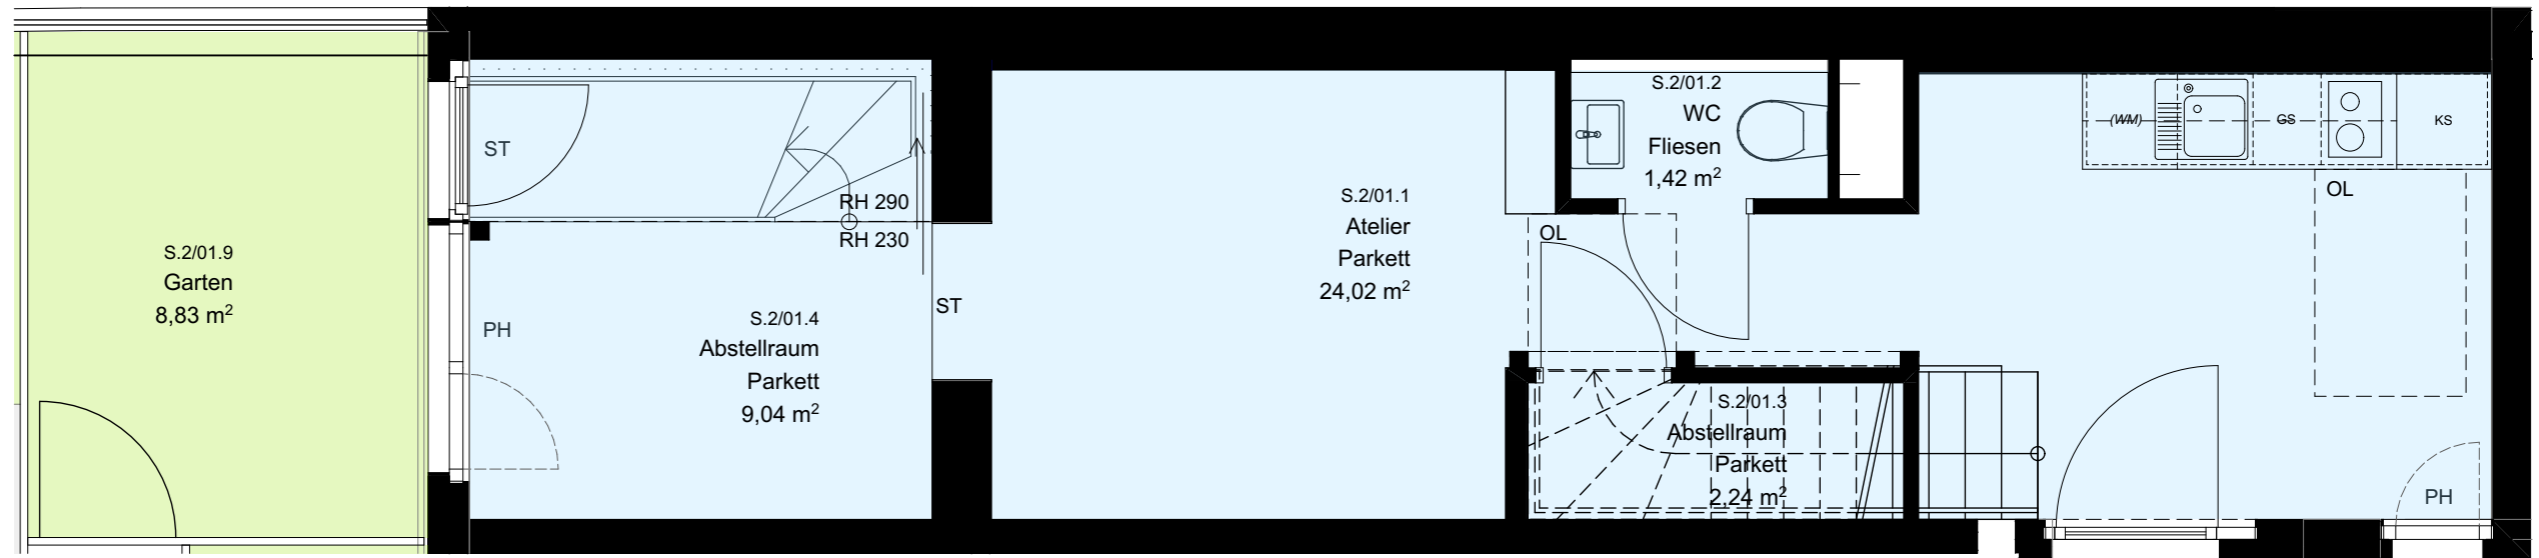 S.2/01.9
Garten
8,83 m²
ST
PH
RH 290
RH 230
S.2/01.4
Abstellraum
Parkett
9,04 m²
ST
S.2/01.1
Atelier
Parkett
24,02 m²
S.2/01.2
WC
Fliesen
1,42 m²
OL
S.2/01.3
Abstellraum
Parkett
2,24 m²
(WM)
GS
KS
OL
PH